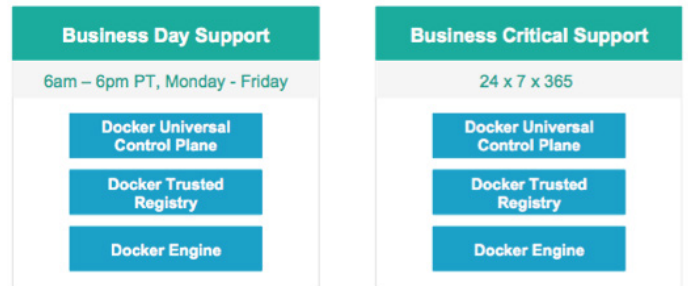 Business Day Support
6am – 6pm PT, Monday - Friday
Docker Universal
Control Plane
Docker Trusted
Registry
Docker Engine
Business Critical Support
24 x 7 x 365
Docker Universal
Control Plane
Docker Trusted
Registry
Docker Engine